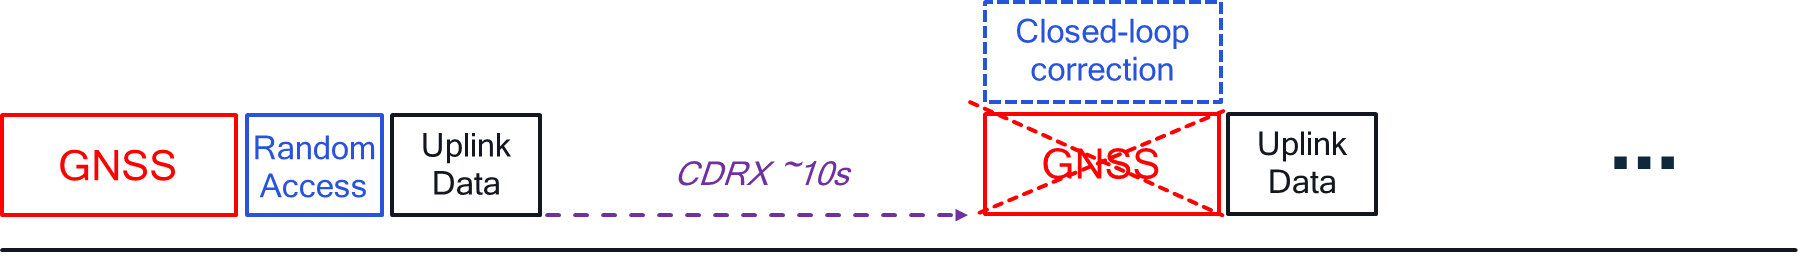 Closed-loop
correction
GNSS
Random
Access
Uplink
Data
CDRX ~10s
GNSS
Uplink
Data
...